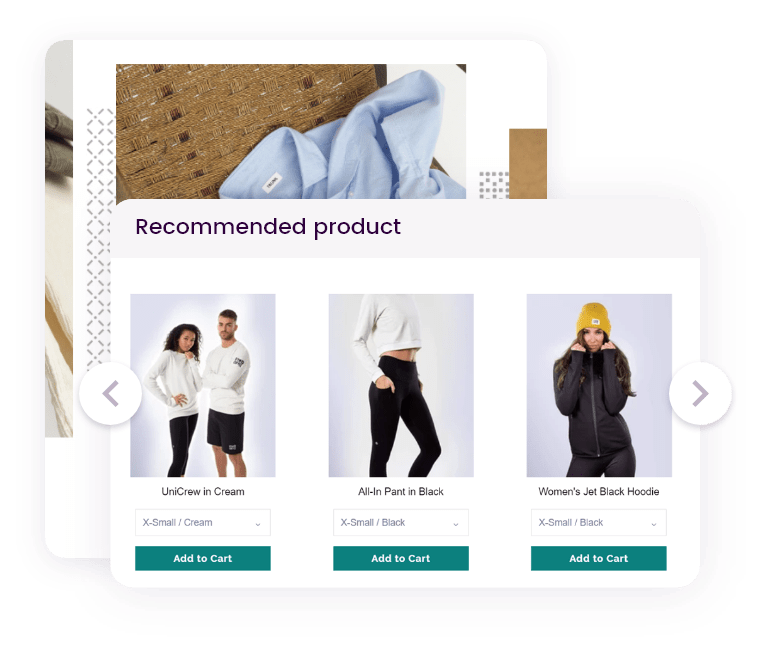 Recommended product
UniCrew in Cream
All-In Pant in Black
Women's Jet Black Hoodie
X-Small / Cream
X-Small / Black
X-Small / Black
Add to Cart
Add to Cart
Add to Cart